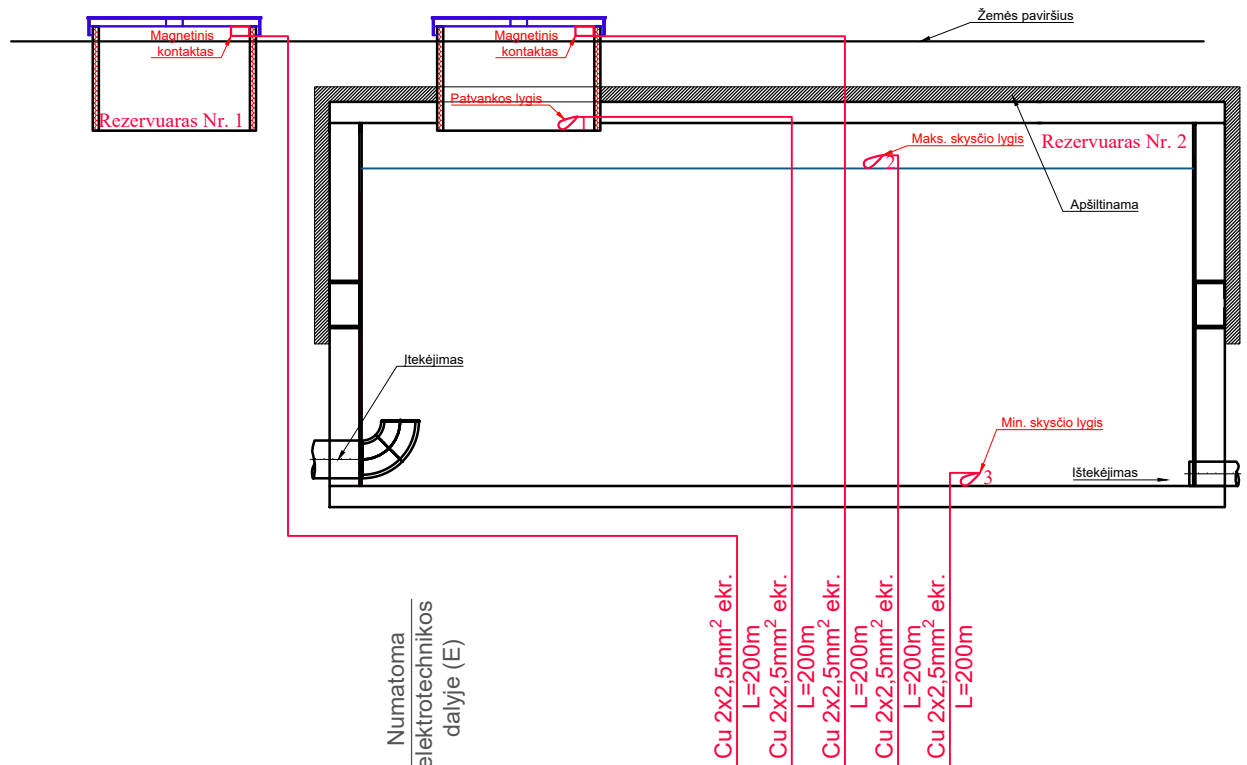 Žemės paviršius
Magnetinis
kontaktas
Magnetinis
kontaktas
Patvankos lygis
1
Rezervuaras Nr. 1
Maks. skysčio lygis
2
Rezervuaras Nr. 2
Apšiltinama
Įtekėjimas
Min. skysčio lygis
3
Ištekėjimas
Numatoma
elektrotechnikos
dalyje (E)
Cu 2x2,5mm² ekr.
L=200m
Cu 2x2,5mm² ekr.
L=200m
Cu 2x2,5mm² ekr.
L=200m
Cu 2x2,5mm² ekr.
L=200m
Cu 2x2,5mm² ekr.
L=200m